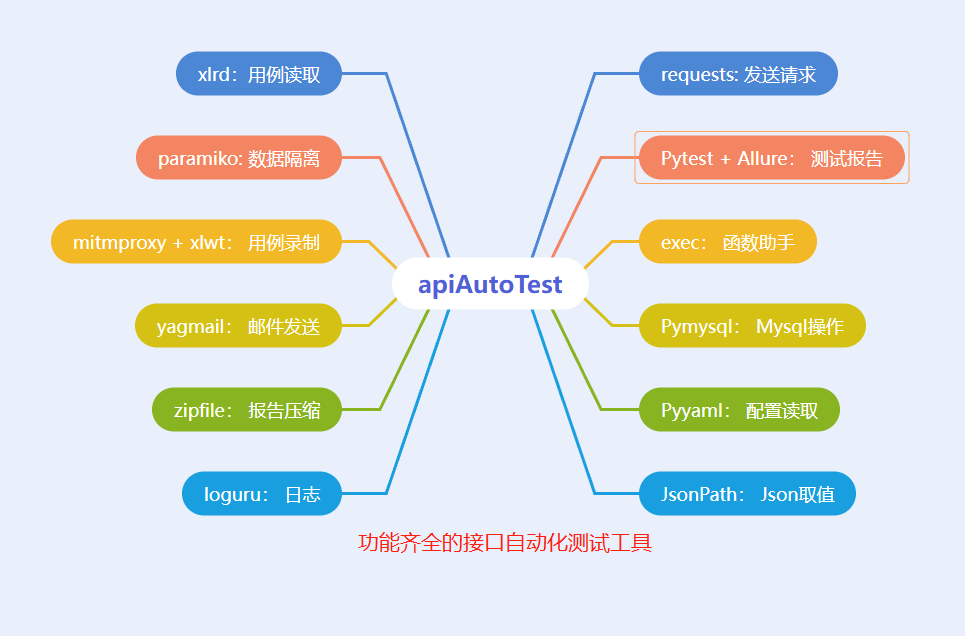 xlrd：用例读取
requests: 发送请求
paramiko: 数据隔离
Pytest + Allure： 测试报告
mitmproxy + xlwt： 用例录制
exec： 函数助手
apiAutoTest
yagmail： 邮件发送
Pymysql： Mysql操作
zipfile： 报告压缩
Pyyaml： 配置读取
loguru： 日志
JsonPath： Json取值
功能齐全的接口自动化测试工具